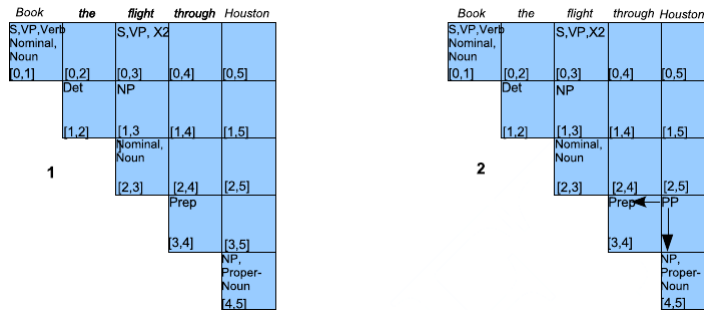 Book the flight through Houston
S,VP,Verb S,VP, X2
Nominal,
Noun
[0,1] [0,2] [0,3] [0,4] [0,5]
Det NP
[1,2] [1,3 [1,4] [1,5]
Nominal,
Noun
1
[2,3] [2,4] [2,5]
Prep
[3,4] [3,5]
NP,
Proper-
Noun
[4,5]
Book the flight through Houston
S,VP,Verb S,VP,X2
Nominal,
Noun
[0,1] [0,2] [0,3] [0,4] [0,5]
Det NP
[1,2] [1,3] [1,4] [1,5]
Nominal,
Noun
2
[2,3] [2,4] [2,5]
Prep PP
[3,4]
NP,
Proper-
Noun
[4,5]